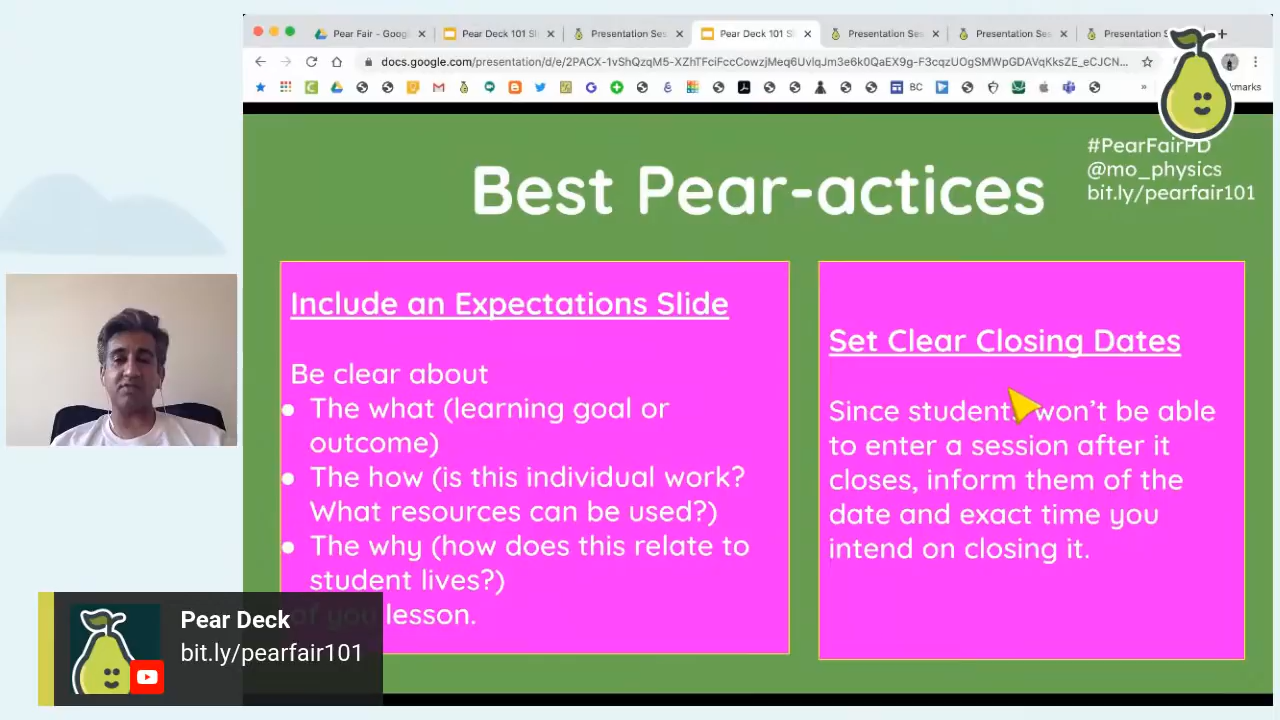 Pear Fair - Goog
Pear Deck 101 Sl
Presentation Ses
Pear Deck 101 Sl
Presentation Ses
Presentation Ses
Presentation S
docs.google.com/presentation/d/e/2PACX-1vShQzqM5-XZhTFciFccCowzjMeq6UvIqJm3e6k0QaEX9g-F3cqzUOgSMWpGDAVqKksZE_eCJCN...
BC
marks
#PearFairPD
@mo_physics
bit.ly/pearfair101
Best Pear-actices
Include an Expectations Slide
Be clear about
● The what (learning goal or
outcome)
● The how (is this individual work?
What resources can be used?)
● The why (how does this relate to
student lives?)
of you lesson.
Set Clear Closing Dates
Since students won't be able
to enter a session after it
closes, inform them of the
date and exact time you
intend on closing it.
Pear Deck
bit.ly/pearfair101